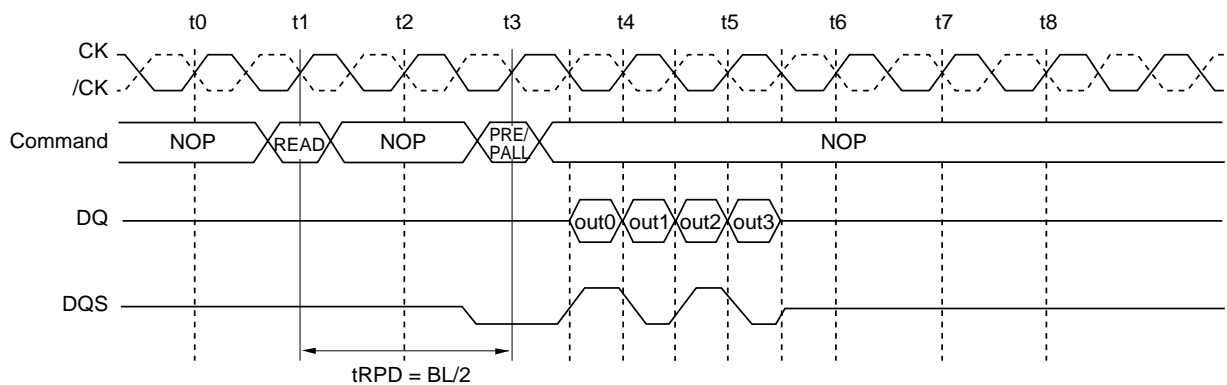 t0 t1 t2 t3 t4 t5 t6 t7 t8
CK
/CK
Command NOP READ NOP PRE/ NOP
PALL
DQ out0 out1 out2 out3
DQS
tRPD = BL/2